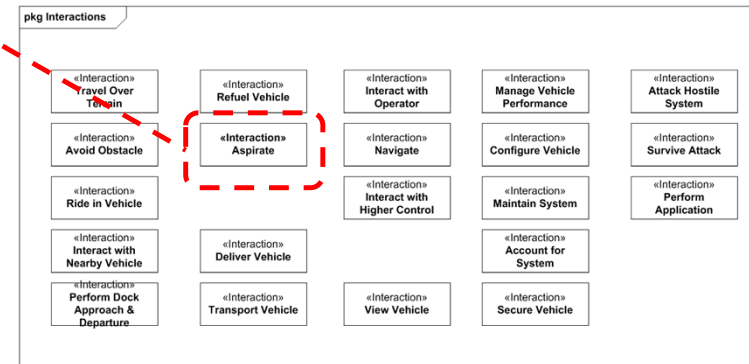 pkg Interactions
«Interaction»
Travel Over
Terrain
«Interaction»
Refuel Vehicle
«Interaction»
Interact with
Operator
«Interaction»
Manage Vehicle
Performance
«Interaction»
Attack Hostile
System
«Interaction»
Avoid Obstacle
«Interaction»
Aspirate
«Interaction»
Navigate
«Interaction»
Configure Vehicle
«Interaction»
Survive Attack
«Interaction»
Ride in Vehicle
«Interaction»
Interact with
Higher Control
«Interaction»
Maintain System
«Interaction»
Perform
Application
«Interaction»
Interact with
Nearby Vehicle
«Interaction»
Deliver Vehicle
«Interaction»
Account for
System
«Interaction»
Perform Dock
Approach &
Departure
«Interaction»
Transport Vehicle
«Interaction»
View Vehicle
«Interaction»
Secure Vehicle